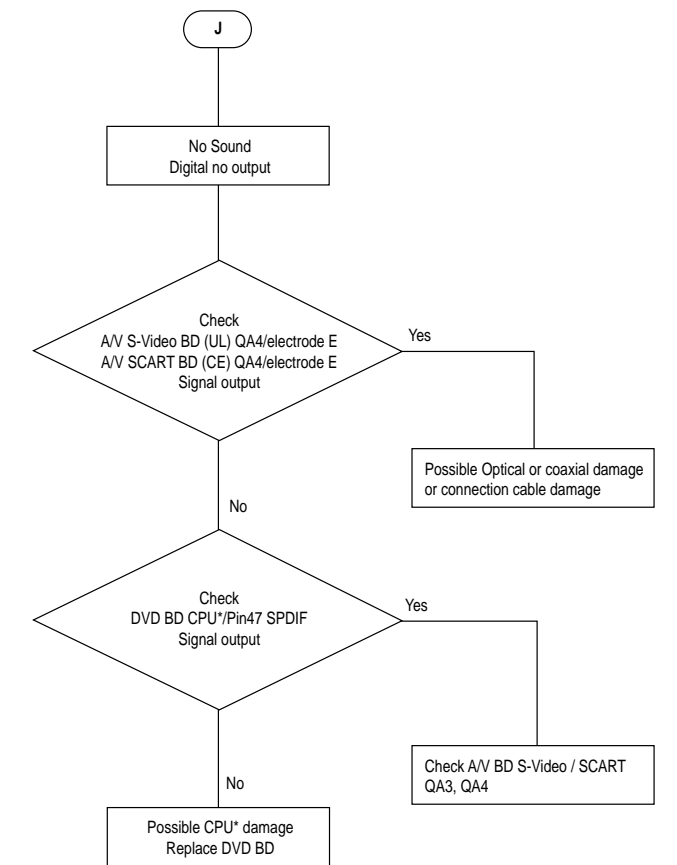 J
No Sound
Digital no output
Check
A/V S-Video BD (UL) QA4/electrode E
A/V SCART BD (CE) QA4/electrode E
Signal output
Yes
Possible Optical or coaxial damage
or connection cable damage
No
Check
DVD BD CPU*/Pin47 SPDIF
Signal output
Yes
Check A/V BD S-Video / SCART
QA3, QA4
No
Possible CPU* damage
Replace DVD BD